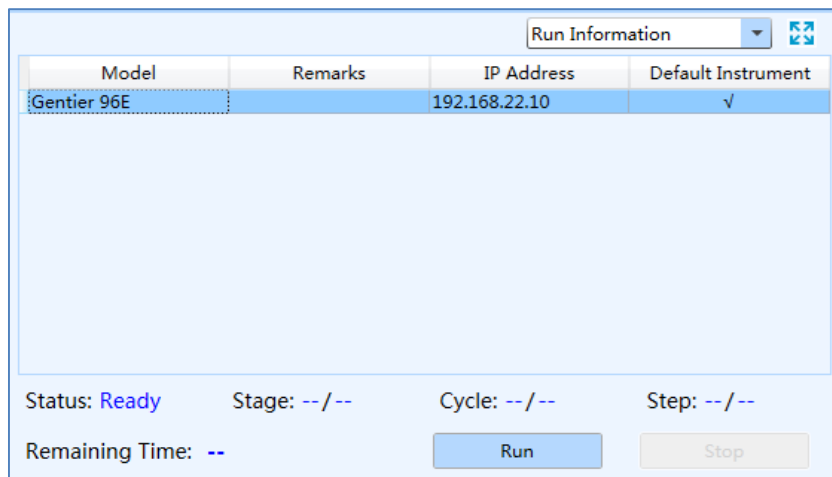 Run Information
Model Remarks IP Address Default Instrument
Gentier 96E 192.168.22.10 √
Status: Ready Stage: --/-- Cycle: --/-- Step: --/--
Remaining Time: -- Run Stop